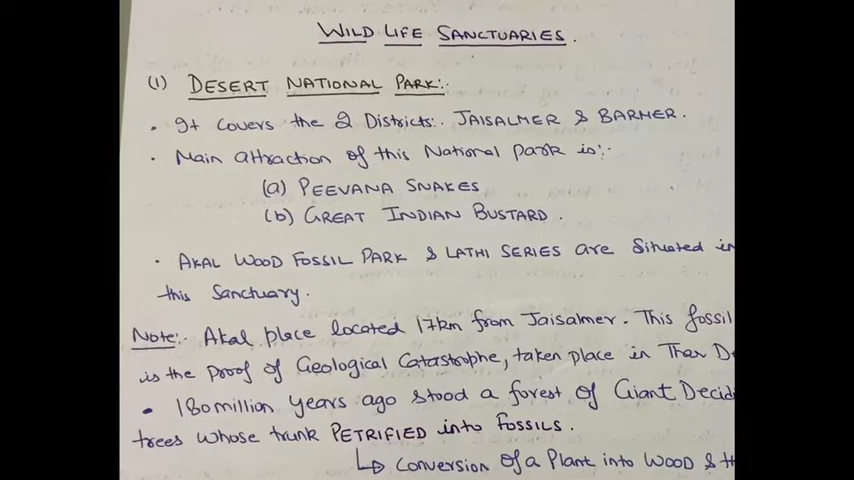 WILD LIFE SANCTUARIES.
(1) DESERT NATIONAL PARK:.
• It covers the 2 Districts. JAISALMER & BARMER.
• Main attraction of this National park is:.
(a) PEEVANA SNAKES
(b) GREAT INDIAN BUSTARD.
• AKAL WOOD FOSSIL PARK & LATHI SERIES are situated in
this Sanctuary.
Note:. Akal place located 17km from Jaisalmer. This fossil
is the proof of Geological Catastrophe, taken place in Thar
• 180 million years ago stood a forest of Giant
trees whose trunk PETRIFIED into FOSSILS.
↳ Conversion of a Plant into WOOD &